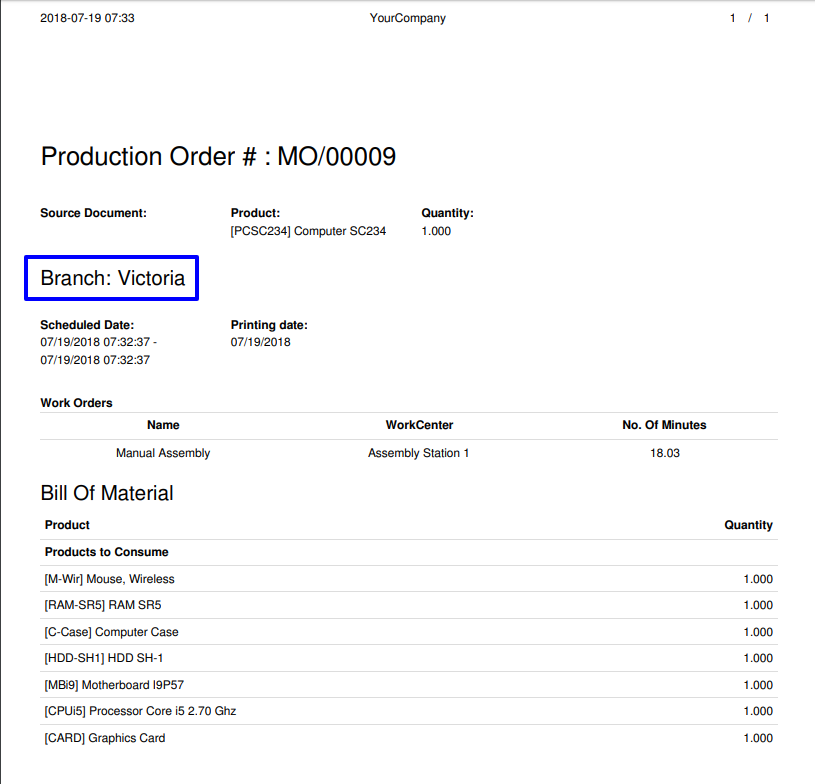 2018-07-19 07:33 YourCompany 1 / 1
Production Order # : MO/00009
Source Document: Product: Quantity:
[PCSC234] Computer SC234 1.000
Branch: Victoria
Scheduled Date: Printing date:
07/19/2018 07:32:37 - 07/19/2018
07/19/2018 07:32:37
Work Orders
Name WorkCenter No. Of Minutes
Manual Assembly Assembly Station 1 18.03
Bill Of Material
Product Quantity
Products to Consume
[M-Wir] Mouse, Wireless 1.000
[RAM-SR5] RAM SR5 1.000
[C-Case] Computer Case 1.000
[HDD-SH1] HDD SH-1 1.000
[MBi9] Motherboard I9P57 1.000
[CPUi5] Processor Core i5 2.70 Ghz 1.000
[CARD] Graphics Card 1.000